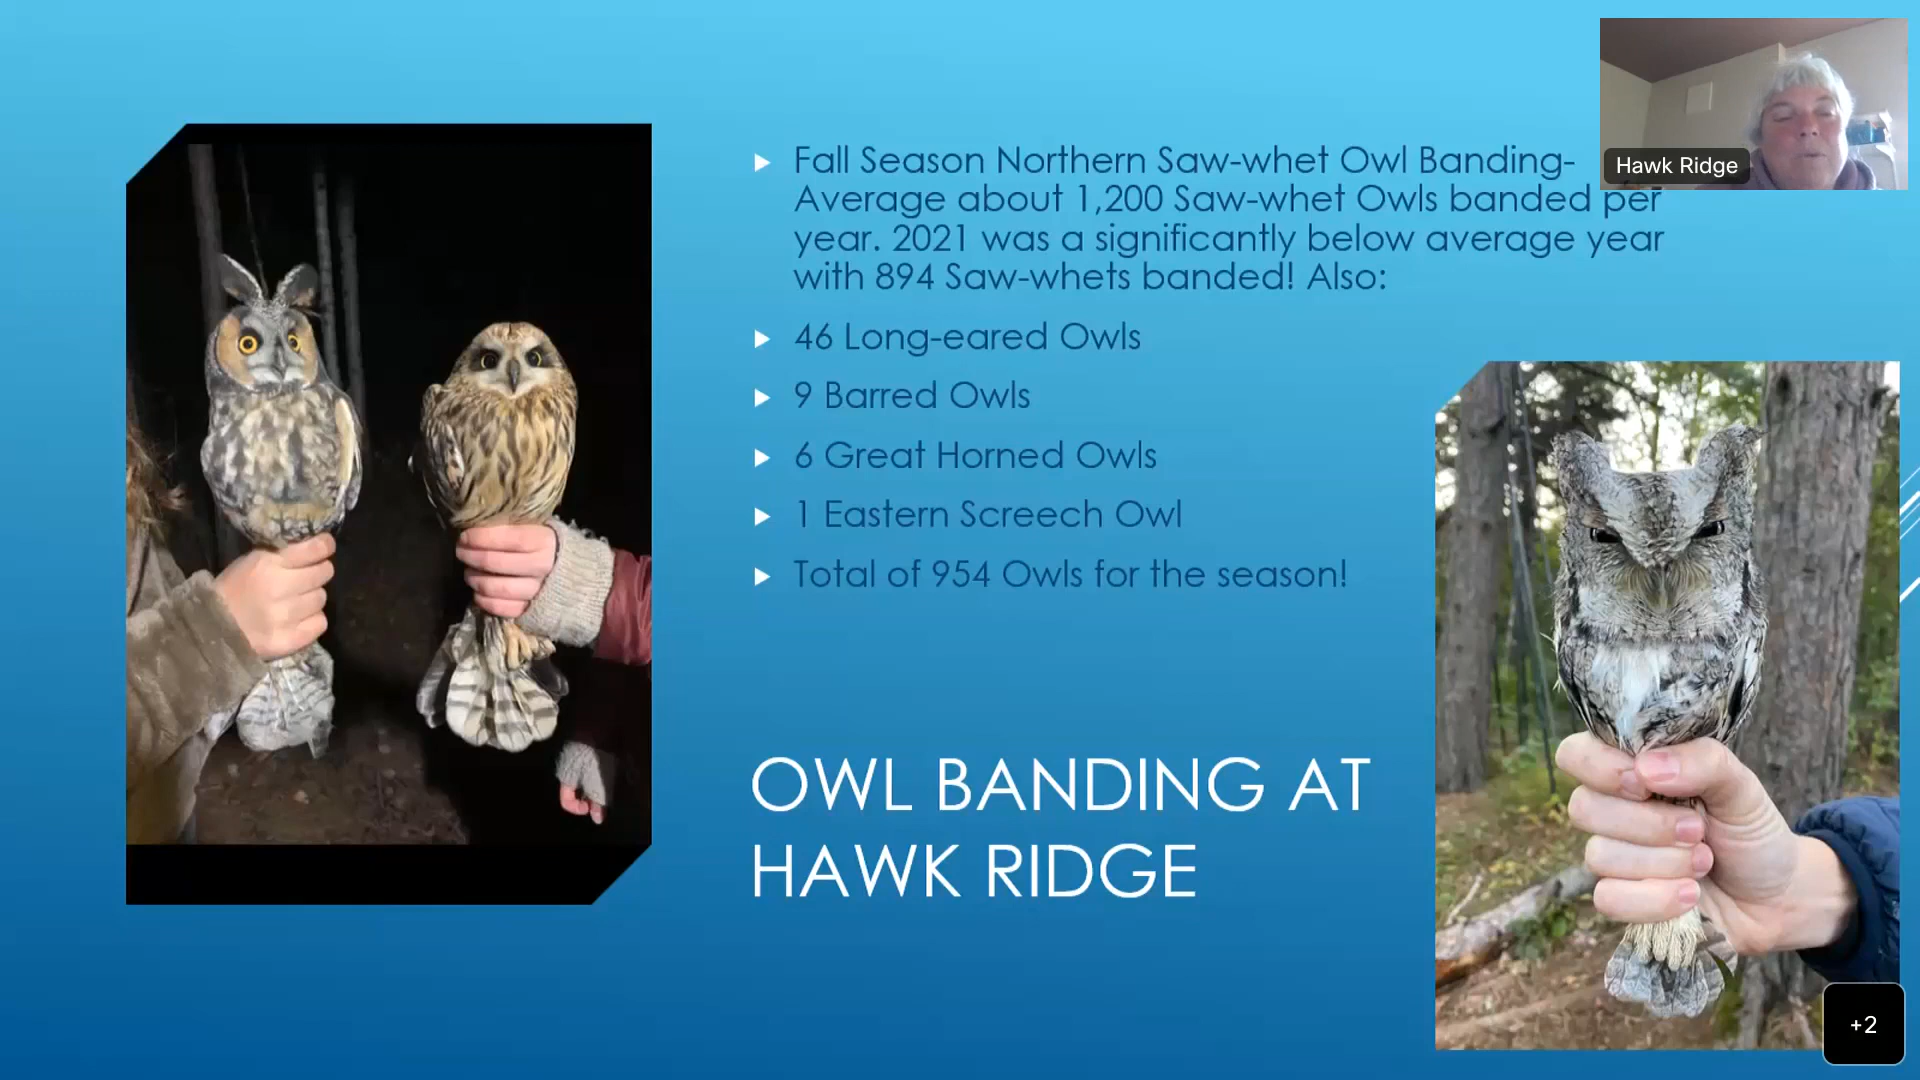 Hawk Ridge
Fall Season Northern Saw-whet Owl Banding-
Average about 1,200 Saw-whet Owls banded per
year. 2021 was a significantly below average year
with 894 Saw-whets banded! Also:
46 Long-eared Owls
9 Barred Owls
6 Great Horned Owls
1 Eastern Screech Owl
Total of 954 Owls for the season!
OWL BANDING AT
HAWK RIDGE
+2